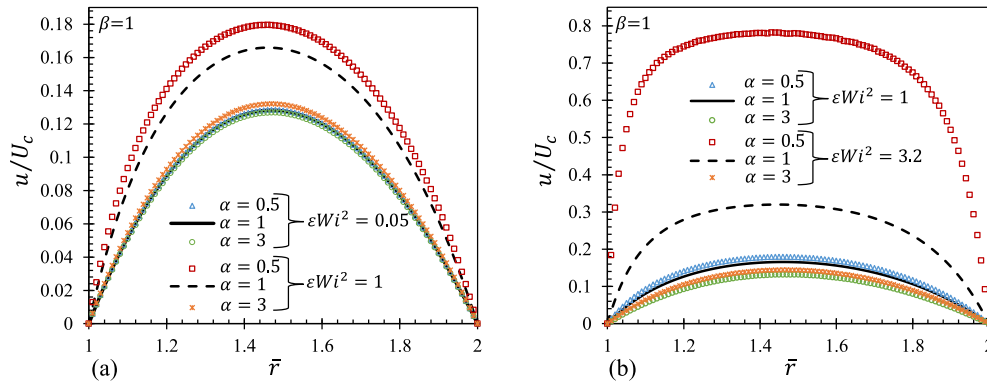 β=1
0.18
0.16
0.14
0.12
0.1
0.08
0.06
0.04
0.02
0
u/U_c
α = 0.5
α = 1
α = 3
εWi² = 0.05
α = 0.5
α = 1
α = 3
εWi² = 1
1 1.2 1.4 1.6 1.8 2
(a) r̄
β=1
0.8
0.7
0.6
0.5
0.4
0.3
0.2
0.1
0
u/U_c
α = 0.5
α = 1
α = 3
εWi² = 1
α = 0.5
α = 1
α = 3
εWi² = 3.2
1 1.2 1.4 1.6 1.8 2
(b) r̄